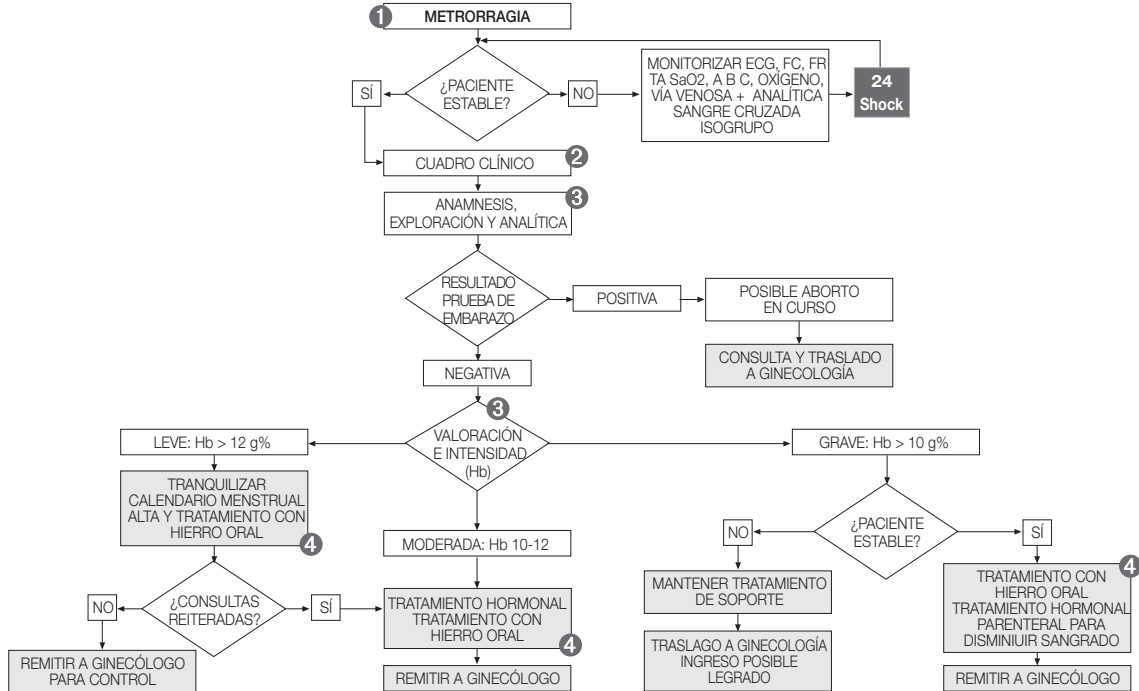 1 METRORRAGIA
¿PACIENTE
ESTABLE?
SÍ
NO
MONITORIZAR ECG, FC, FR
TA SaO2, A B C, OXÍGENO,
VÍA VENOSA + ANALÍTICA
SANGRE CRUZADA
ISOGRUPO
24
Shock
CUADRO CLÍNICO 2
ANAMNESIS, 3
EXPLORACIÓN Y ANALÍTICA
RESULTADO
PRUEBA DE
EMBARAZO
POSITIVA
POSIBLE ABORTO
EN CURSO
CONSULTA Y TRASLADO
A GINECOLOGÍA
NEGATIVA
3
VALORACIÓN
E INTENSIDAD
(Hb)
LEVE: Hb > 12 g%
TRANQUILIZAR
CALENDARIO MENSTRUAL
ALTA Y TRATAMIENTO CON
HIERRO ORAL
4
¿CONSULTAS
REITERADAS?
NO
SÍ
REMITIR A GINECÓLOGO
PARA CONTROL
MODERADA: Hb 10-12
TRATAMIENTO HORMONAL
TRATAMIENTO CON
HIERRO ORAL
4
REMITIR A GINECÓLOGO
GRAVE: Hb > 10 g%
¿PACIENTE
ESTABLE?
NO
SÍ
MANTENER TRATAMIENTO
DE SOPORTE
TRASLAGO A GINECOLOGÍA
INGRESO POSIBLE
LEGRADO
4
TRATAMIENTO CON
HIERRO ORAL
TRATAMIENTO HORMONAL
PARENTERAL PARA
DISMINIUIR SANGRADO
REMITIR A GINECÓLOGO